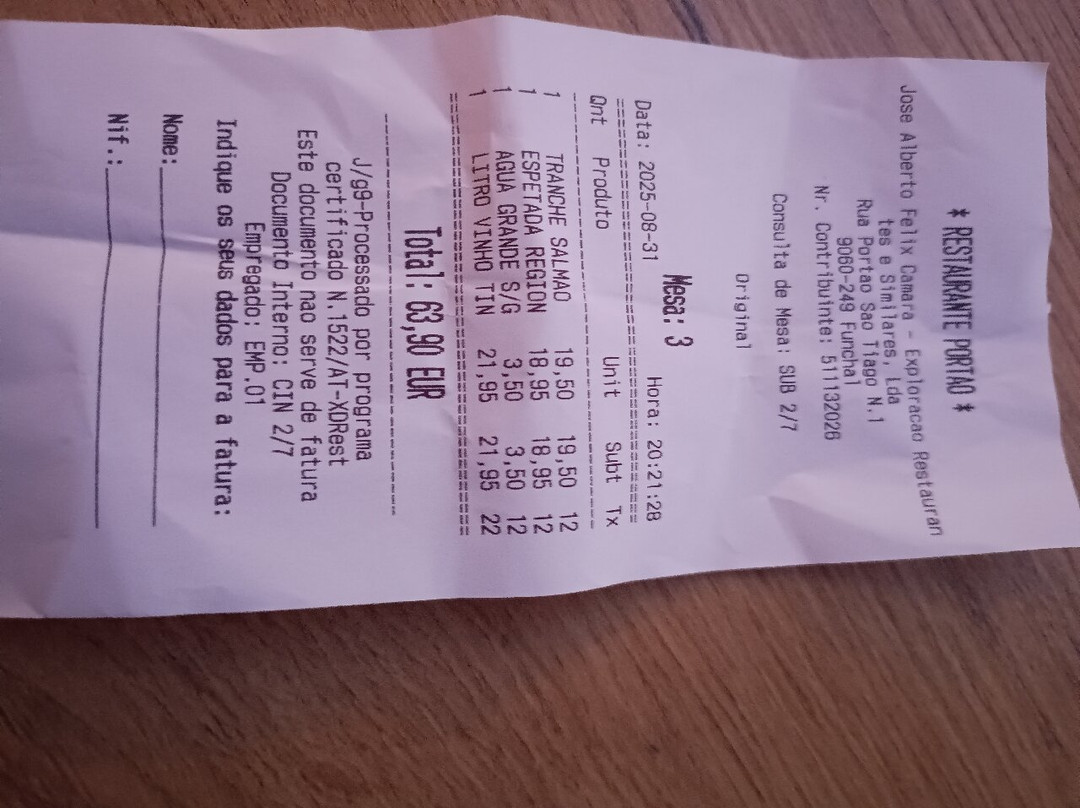 * RESTAURANTE PORTAO *
Jose Alberto Felix Camara - Exploracao Restauran
tes e Similares, Lda
Rua Portao Sao Tiago N.1
9060-249 Funchal
Nr. Contribuinte: 511132026
Consulta de Mesa: SUB 2/7
Original
Mesa: 3
Data: 2025-08-31 Hora: 20:21:28
Qnt Produto Unit Subt Tx
1 TRANCHE SALMAO 19,50 19,50 12
1 ESPETADA REGION 18,95 18,95 12
1 AGUA GRANDE S/G 3,50 3,50 12
1 LITRO VINHO TIN 21,95 21,95 22
Total: 63,90 EUR
J/g9-Processado por programa
certificado N.1522/AT-XDRest
Este documento nao serve de fatura
Documento Interno: CIN 2/7
Empregado: EMP.01
Indique os seus dados para a fatura:
Nome:
Nif.: